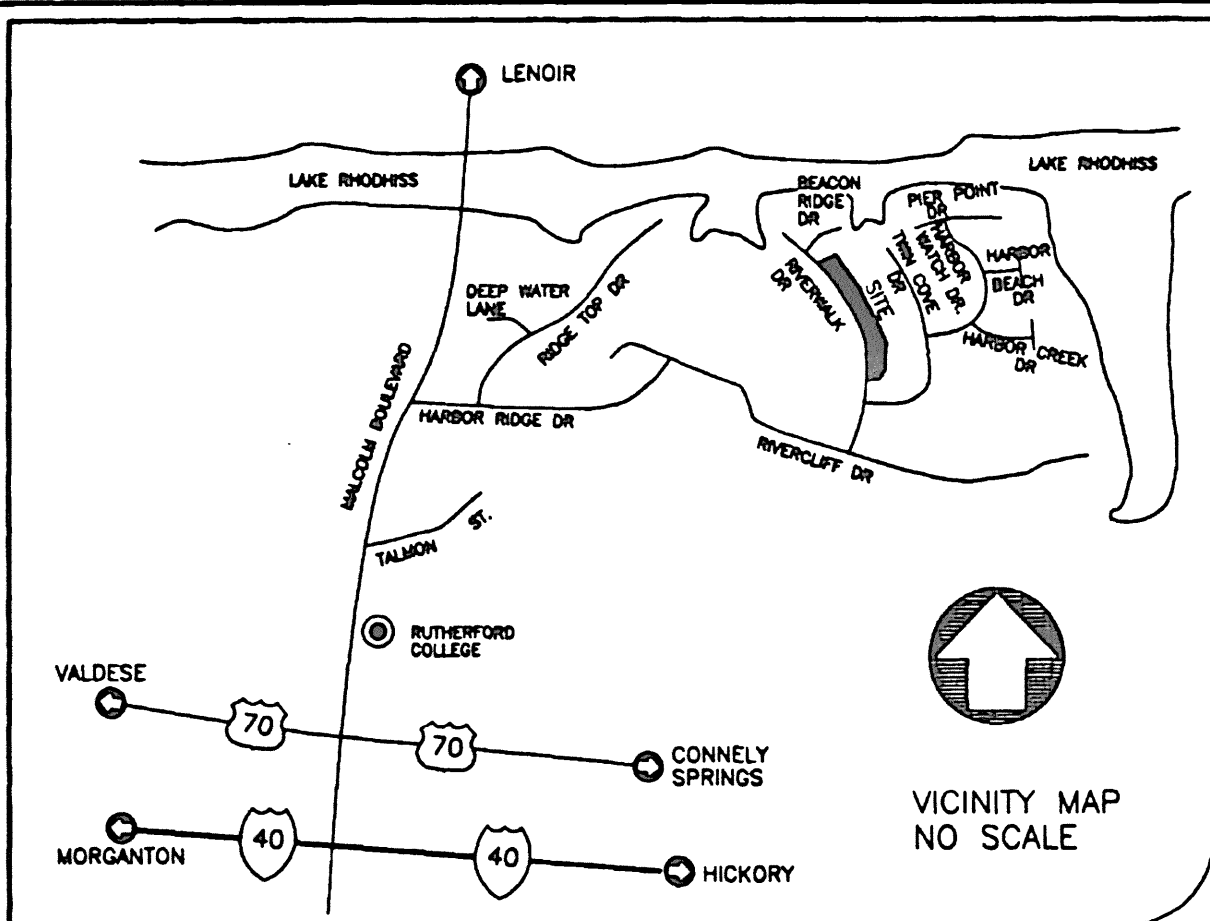 LENOIR
LAKE RHODHISS
LAKE RHODHISS
BEACON
RIDGE
DR
PIER POINT
DR
HARBOR
WATCH DR.
TWIN COVE
DR
HARBOR
BEACH
DR
HARBOR CREEK
DR
SITE
RIVERWALK
DR
DEEP WATER
LANE
RIDGE TOP DR
MALCOLM BOULEVARD
HARBOR RIDGE DR
RIVERCLIFF DR
TALMON ST.
RUTHERFORD
COLLEGE
VALDESE
70
70
CONNELY
SPRINGS
MORGANTON
40
40
HICKORY
VICINITY MAP
NO SCALE